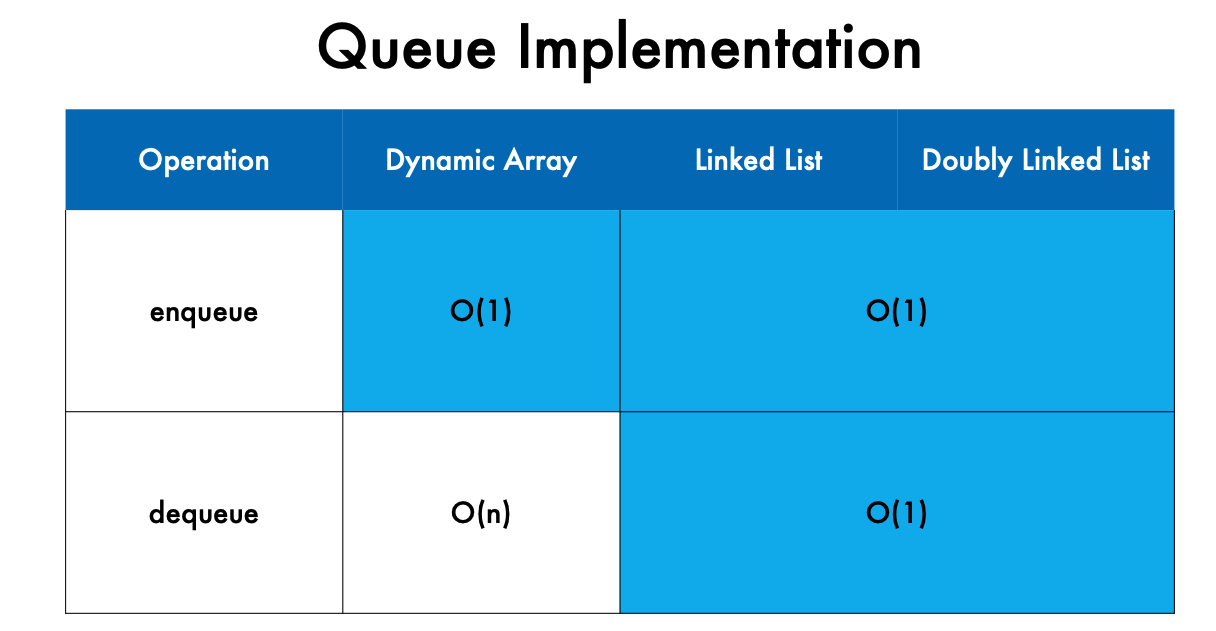 Queue Implementation
Operation Dynamic Array Linked List Doubly Linked List
enqueue O(1) O(1)
dequeue O(n) O(1)